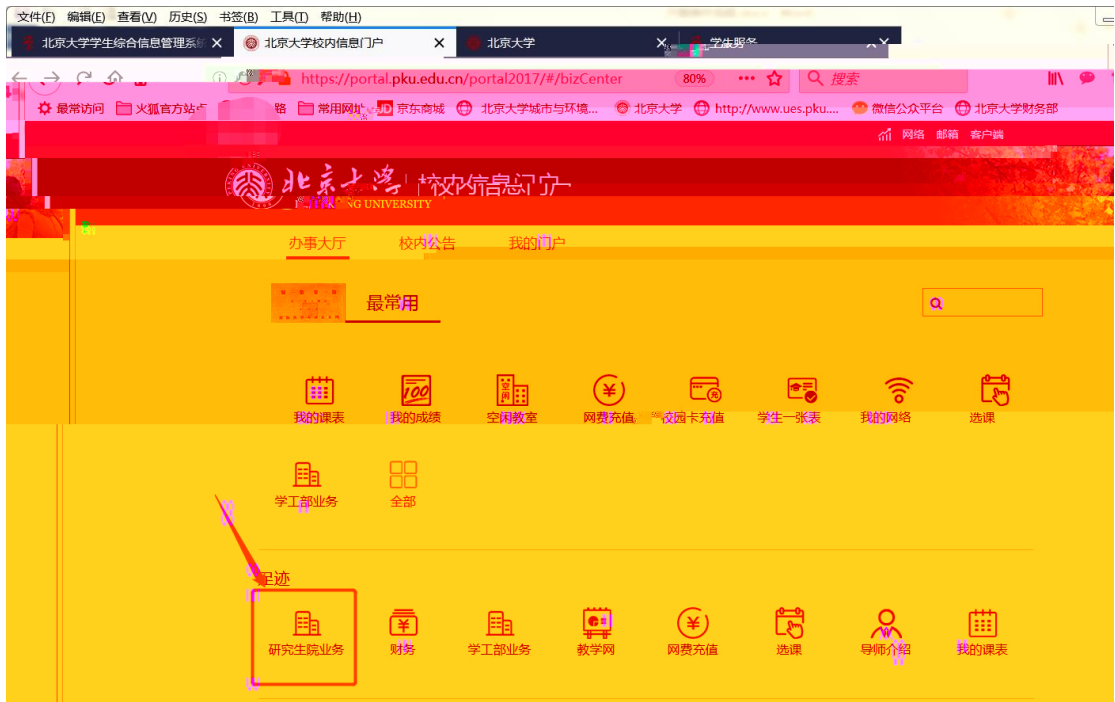 文件(F) 编辑(E) 查看(V) 历史(S) 书签(B) 工具(T) 帮助(H)
北京大学学生综合信息管理系统 北京大学校内信息门户 北京大学 学生服务
https://portal.pku.edu.cn/portal2017/#/bizCenter 80% 搜索
最常访问 火狐官方站点 常用网址 JD 京东商城 北京大学城市与环境... 北京大学 http://www.ues.pku.... 微信公众平台 北京大学财务部
网络 邮箱 客户端
北京大学 校内信息门户
UNIVERSITY
办事大厅 校内公告 我的门户
最常用
我的课表 我的成绩 空闲教室 网费充值 校园卡充值 学生一张表 我的网络 选课
学工部业务 全部
足迹
研究生院业务 财务 学工部业务 教学网 网费充值 选课 导师介绍 我的课表